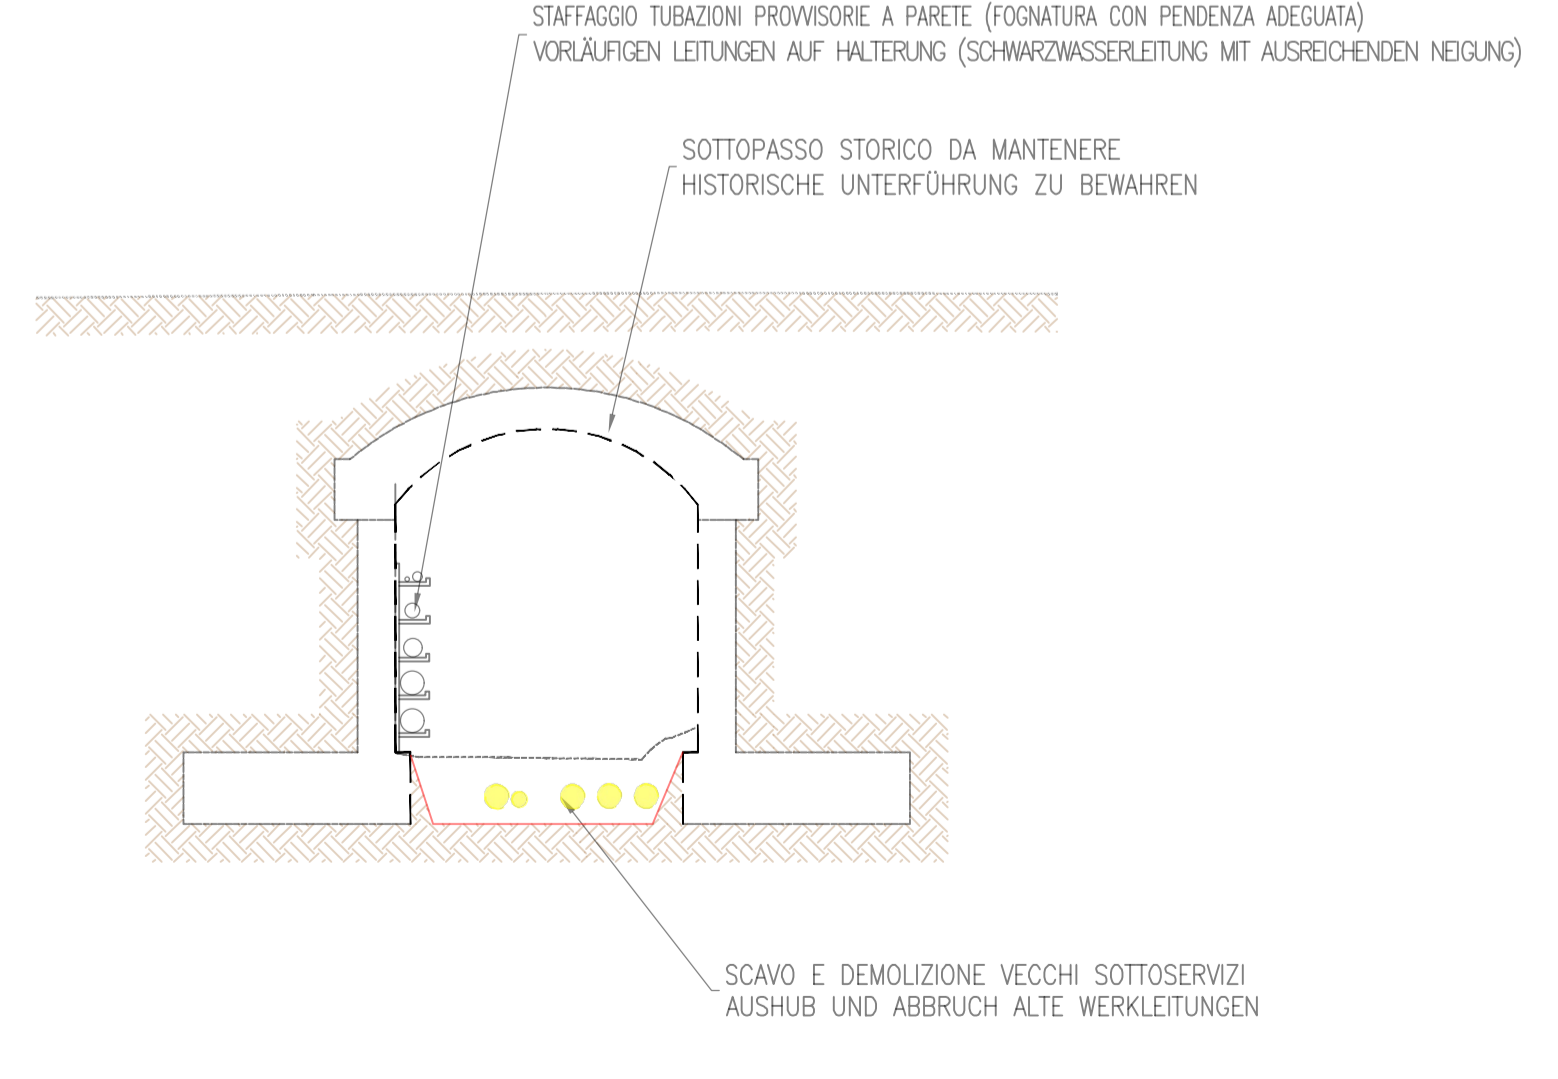 STAFFAGGIO TUBAZIONI PROVVISORIE A PARETE (FOGNATURA CON PENDENZA ADEGUATA)
VORLÄUFIGEN LEITUNGEN AUF HALTERUNG (SCHWARZWASSERLEITUNG MIT AUSREICHENDEN NEIGUNG)
SOTTOPASSO STORICO DA MANTENERE
HISTORISCHE UNTERFÜHRUNG ZU BEWAHREN
SCAVO E DEMOLIZIONE VECCHI SOTTOSERVIZI
AUSHUB UND ABBRUCH ALTE WERKLEITUNGEN